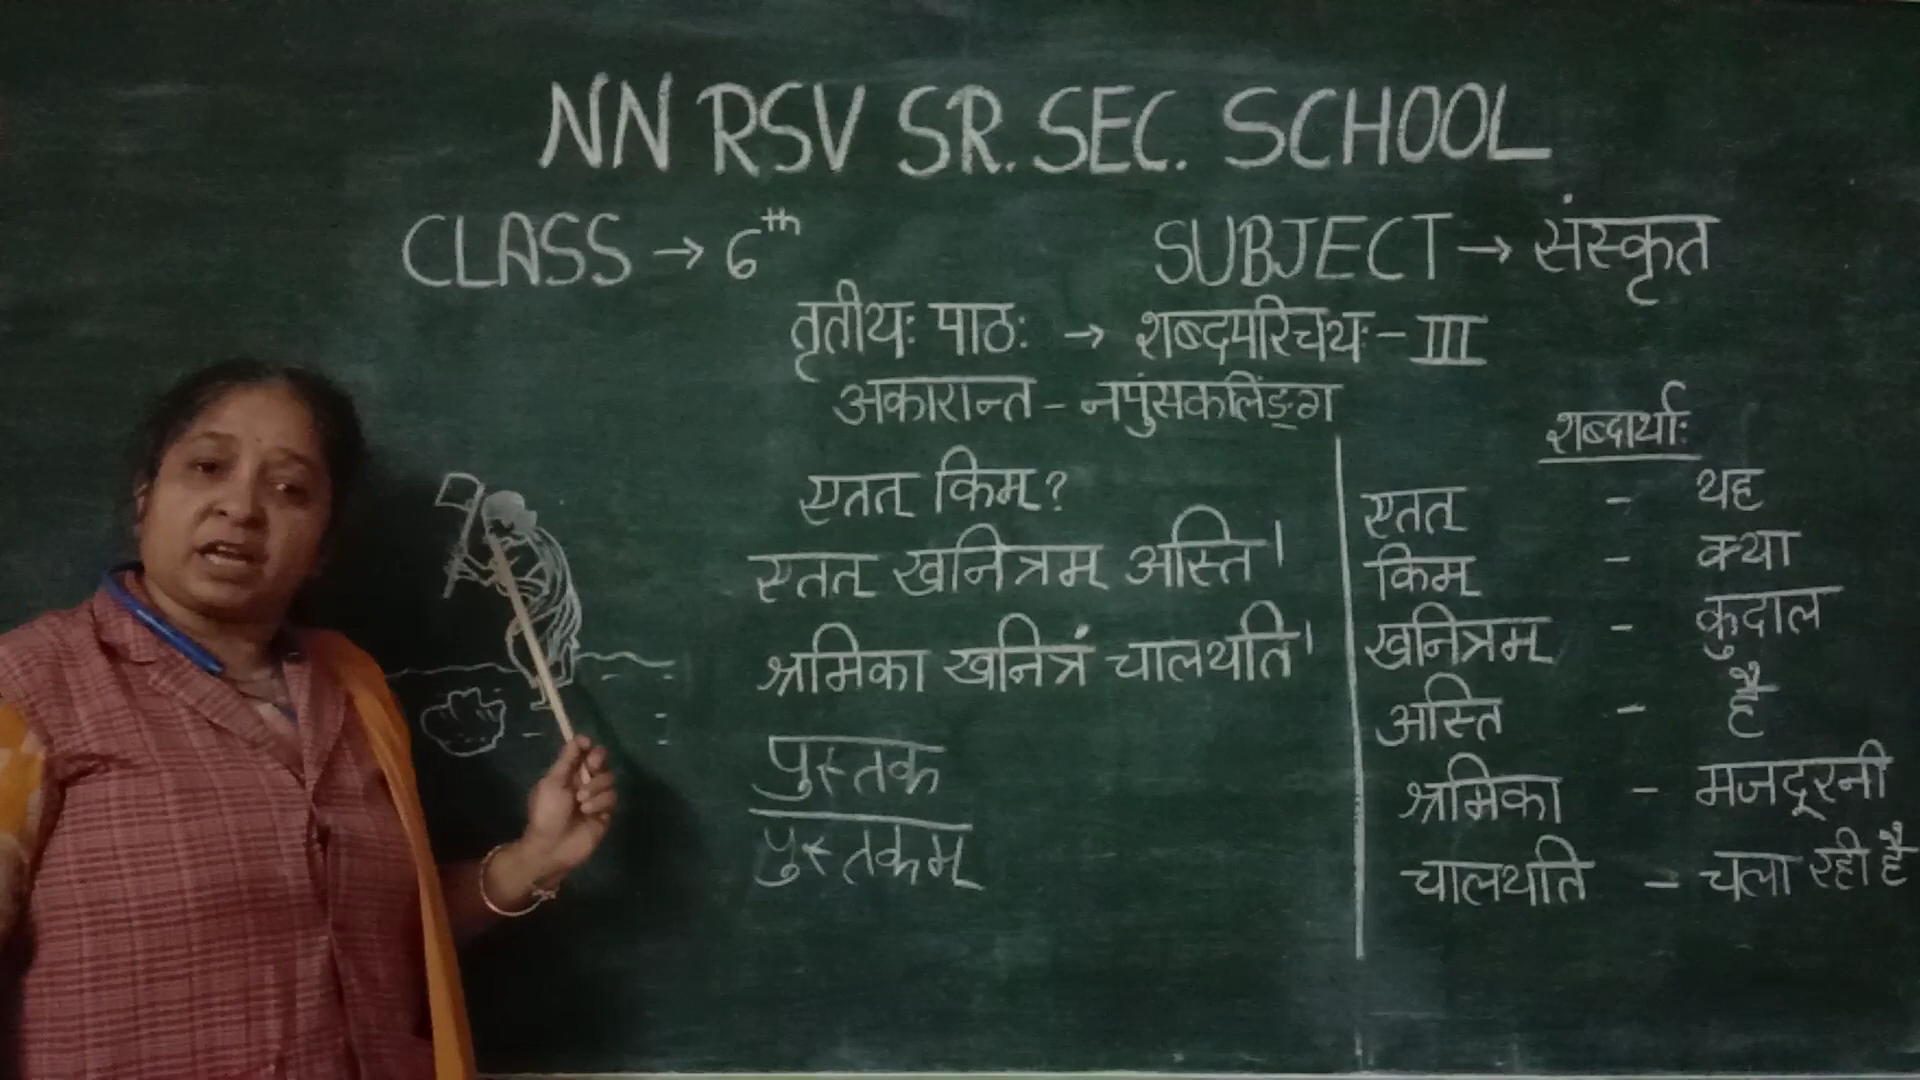 NN RSV SR. SEC. SCHOOL
CLASS → 6th SUBJECT → संस्कृत
तृतीयः पाठः → शब्दपरिचयः - III
अकारान्त - नपुंसकलिंङ्ग
एतत् किम्?
एतत् खनित्रम् अस्ति।
श्रमिका खनित्रं चालयति।
पुस्तक
पुस्तकम्
शब्दार्थाः
एतत् - यह
किम् - क्या
खनित्रम् - कुदाल
अस्ति - है
श्रमिका - मजदूरनी
चालयति - चला रही है